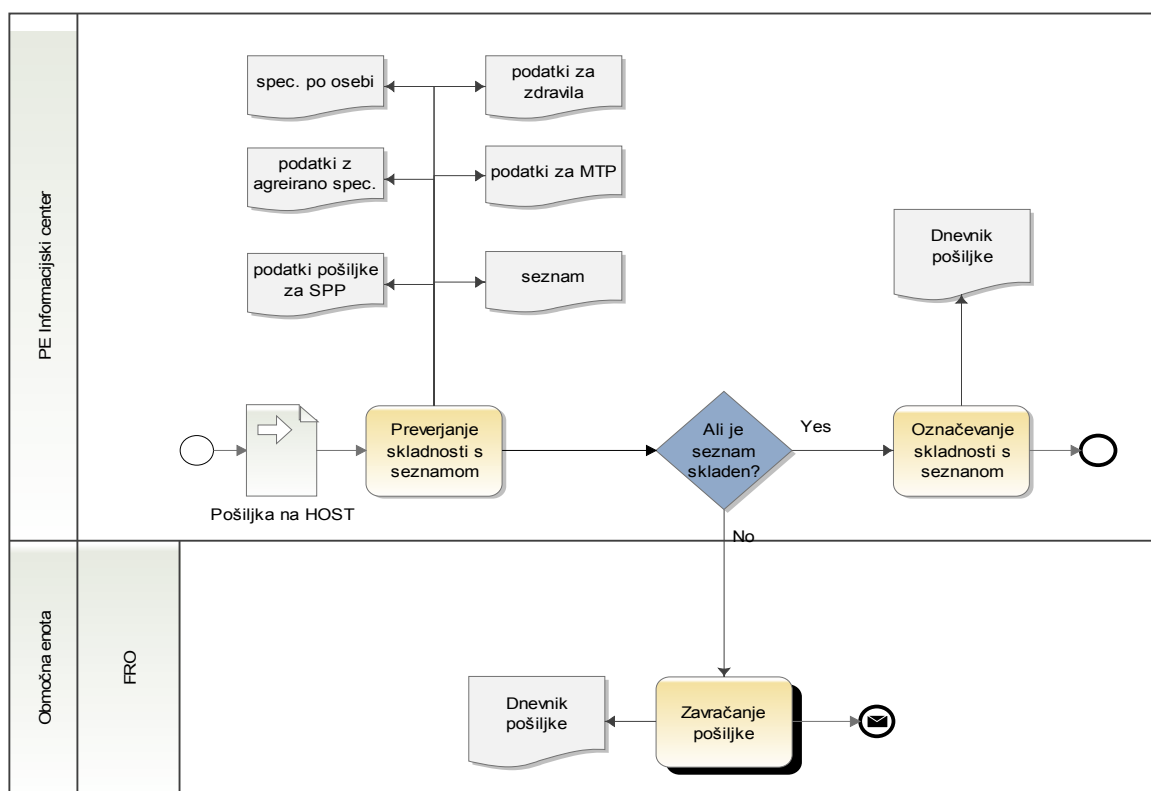 PE Informacijski center
spec. po osebi
podatki za
zdravila
podatki z
agreirano spec.
podatki za MTP
podatki pošiljke
za SPP
seznam
Dnevnik
pošiljke
Pošiljka na HOST
Preverjanje
skladnosti s
seznamom
Ali je
seznam
skladen?
Yes
Označevanje
skladnosti s
seznanom
No
Območna enota
FRO
Dnevnik
pošiljke
Zavračanje
pošiljke